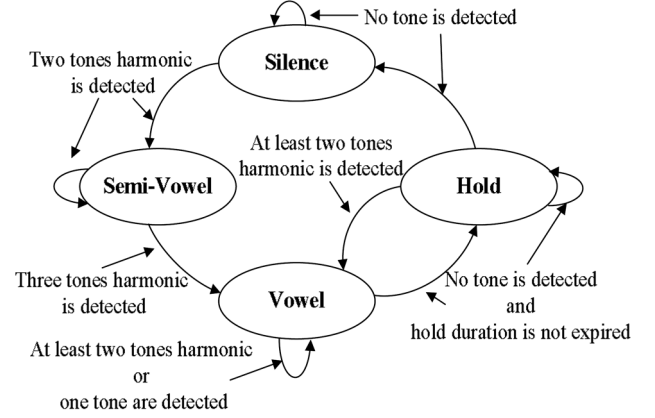 No tone is detected
Silence
Two tones harmonic
is detected
At least two tones
harmonic is detected
Semi-Vowel
Hold
Three tones harmonic
is detected
Vowel
No tone is detected
and
hold duration is not expired
At least two tones harmonic
or
one tone are detected